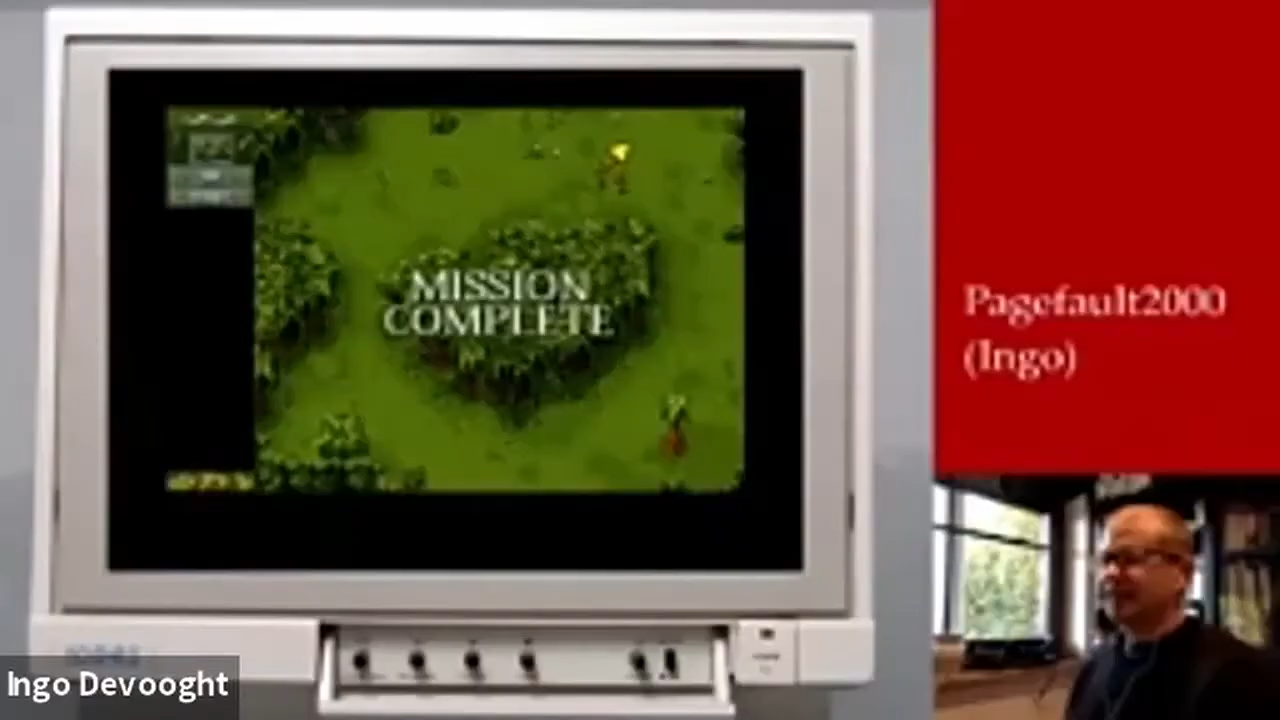 MISSION
COMPLETE
Pagefault2000
(Ingo)
Ingo Devooght